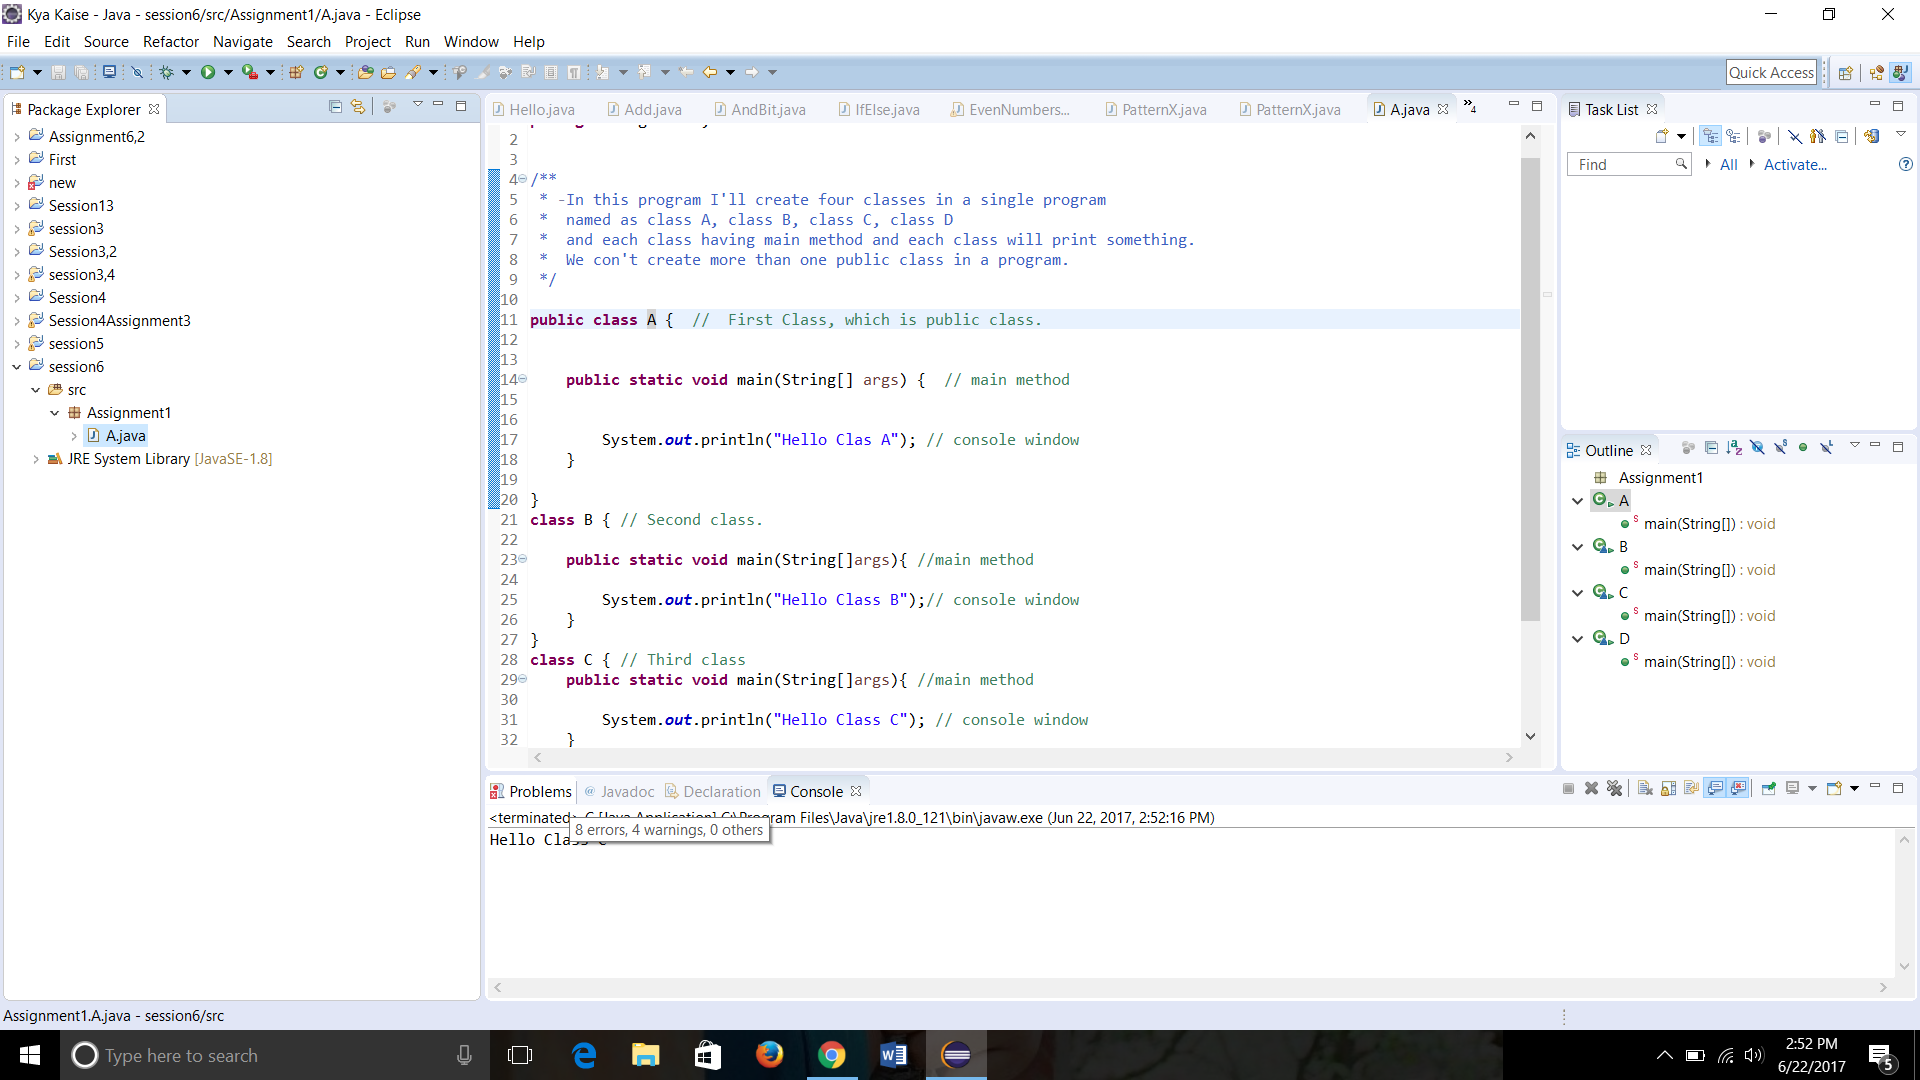 Kya Kaise - Java - session6/src/Assignment1/A.java - Eclipse
File Edit Source Refactor Navigate Search Project Run Window Help
Quick Access
Package Explorer
Assignment6,2
First
new
Session13
session3
Session3,2
session3,4
Session4
Session4Assignment3
session5
session6
src
Assignment1
A.java
JRE System Library [JavaSE-1.8]
Hello.java Add.java AndBit.java IfElse.java EvenNumbers... PatternX.java PatternX.java A.java »4
2
3
4 /**
5 * -In this program I'll create four classes in a single program
6 * named as class A, class B, class C, class D
7 * and each class having main method and each class will print something.
8 * We con't create more than one public class in a program.
9 */
10
11 public class A { // First Class, which is public class.
12
13
14 public static void main(String[] args) { // main method
15
16
17 System.out.println("Hello Clas A"); // console window
18 }
19
20 }
21 class B { // Second class.
22
23 public static void main(String[]args){ //main method
24
25 System.out.println("Hello Class B");// console window
26 }
27 }
28 class C { // Third class
29 public static void main(String[]args){ //main method
30
31 System.out.println("Hello Class C"); // console window
32 }
Task List
Find All Activate...
Outline
Assignment1
A
main(String[]) : void
B
main(String[]) : void
C
main(String[]) : void
D
main(String[]) : void
Problems @ Javadoc Declaration Console
<terminated> C [Java Application] C:\Program Files\Java\jre1.8.0_121\bin\javaw.exe (Jun 22, 2017, 2:52:16 PM)
8 errors, 4 warnings, 0 others
Hello Class C
Assignment1.A.java - session6/src
Type here to search
2:52 PM
6/22/2017
5